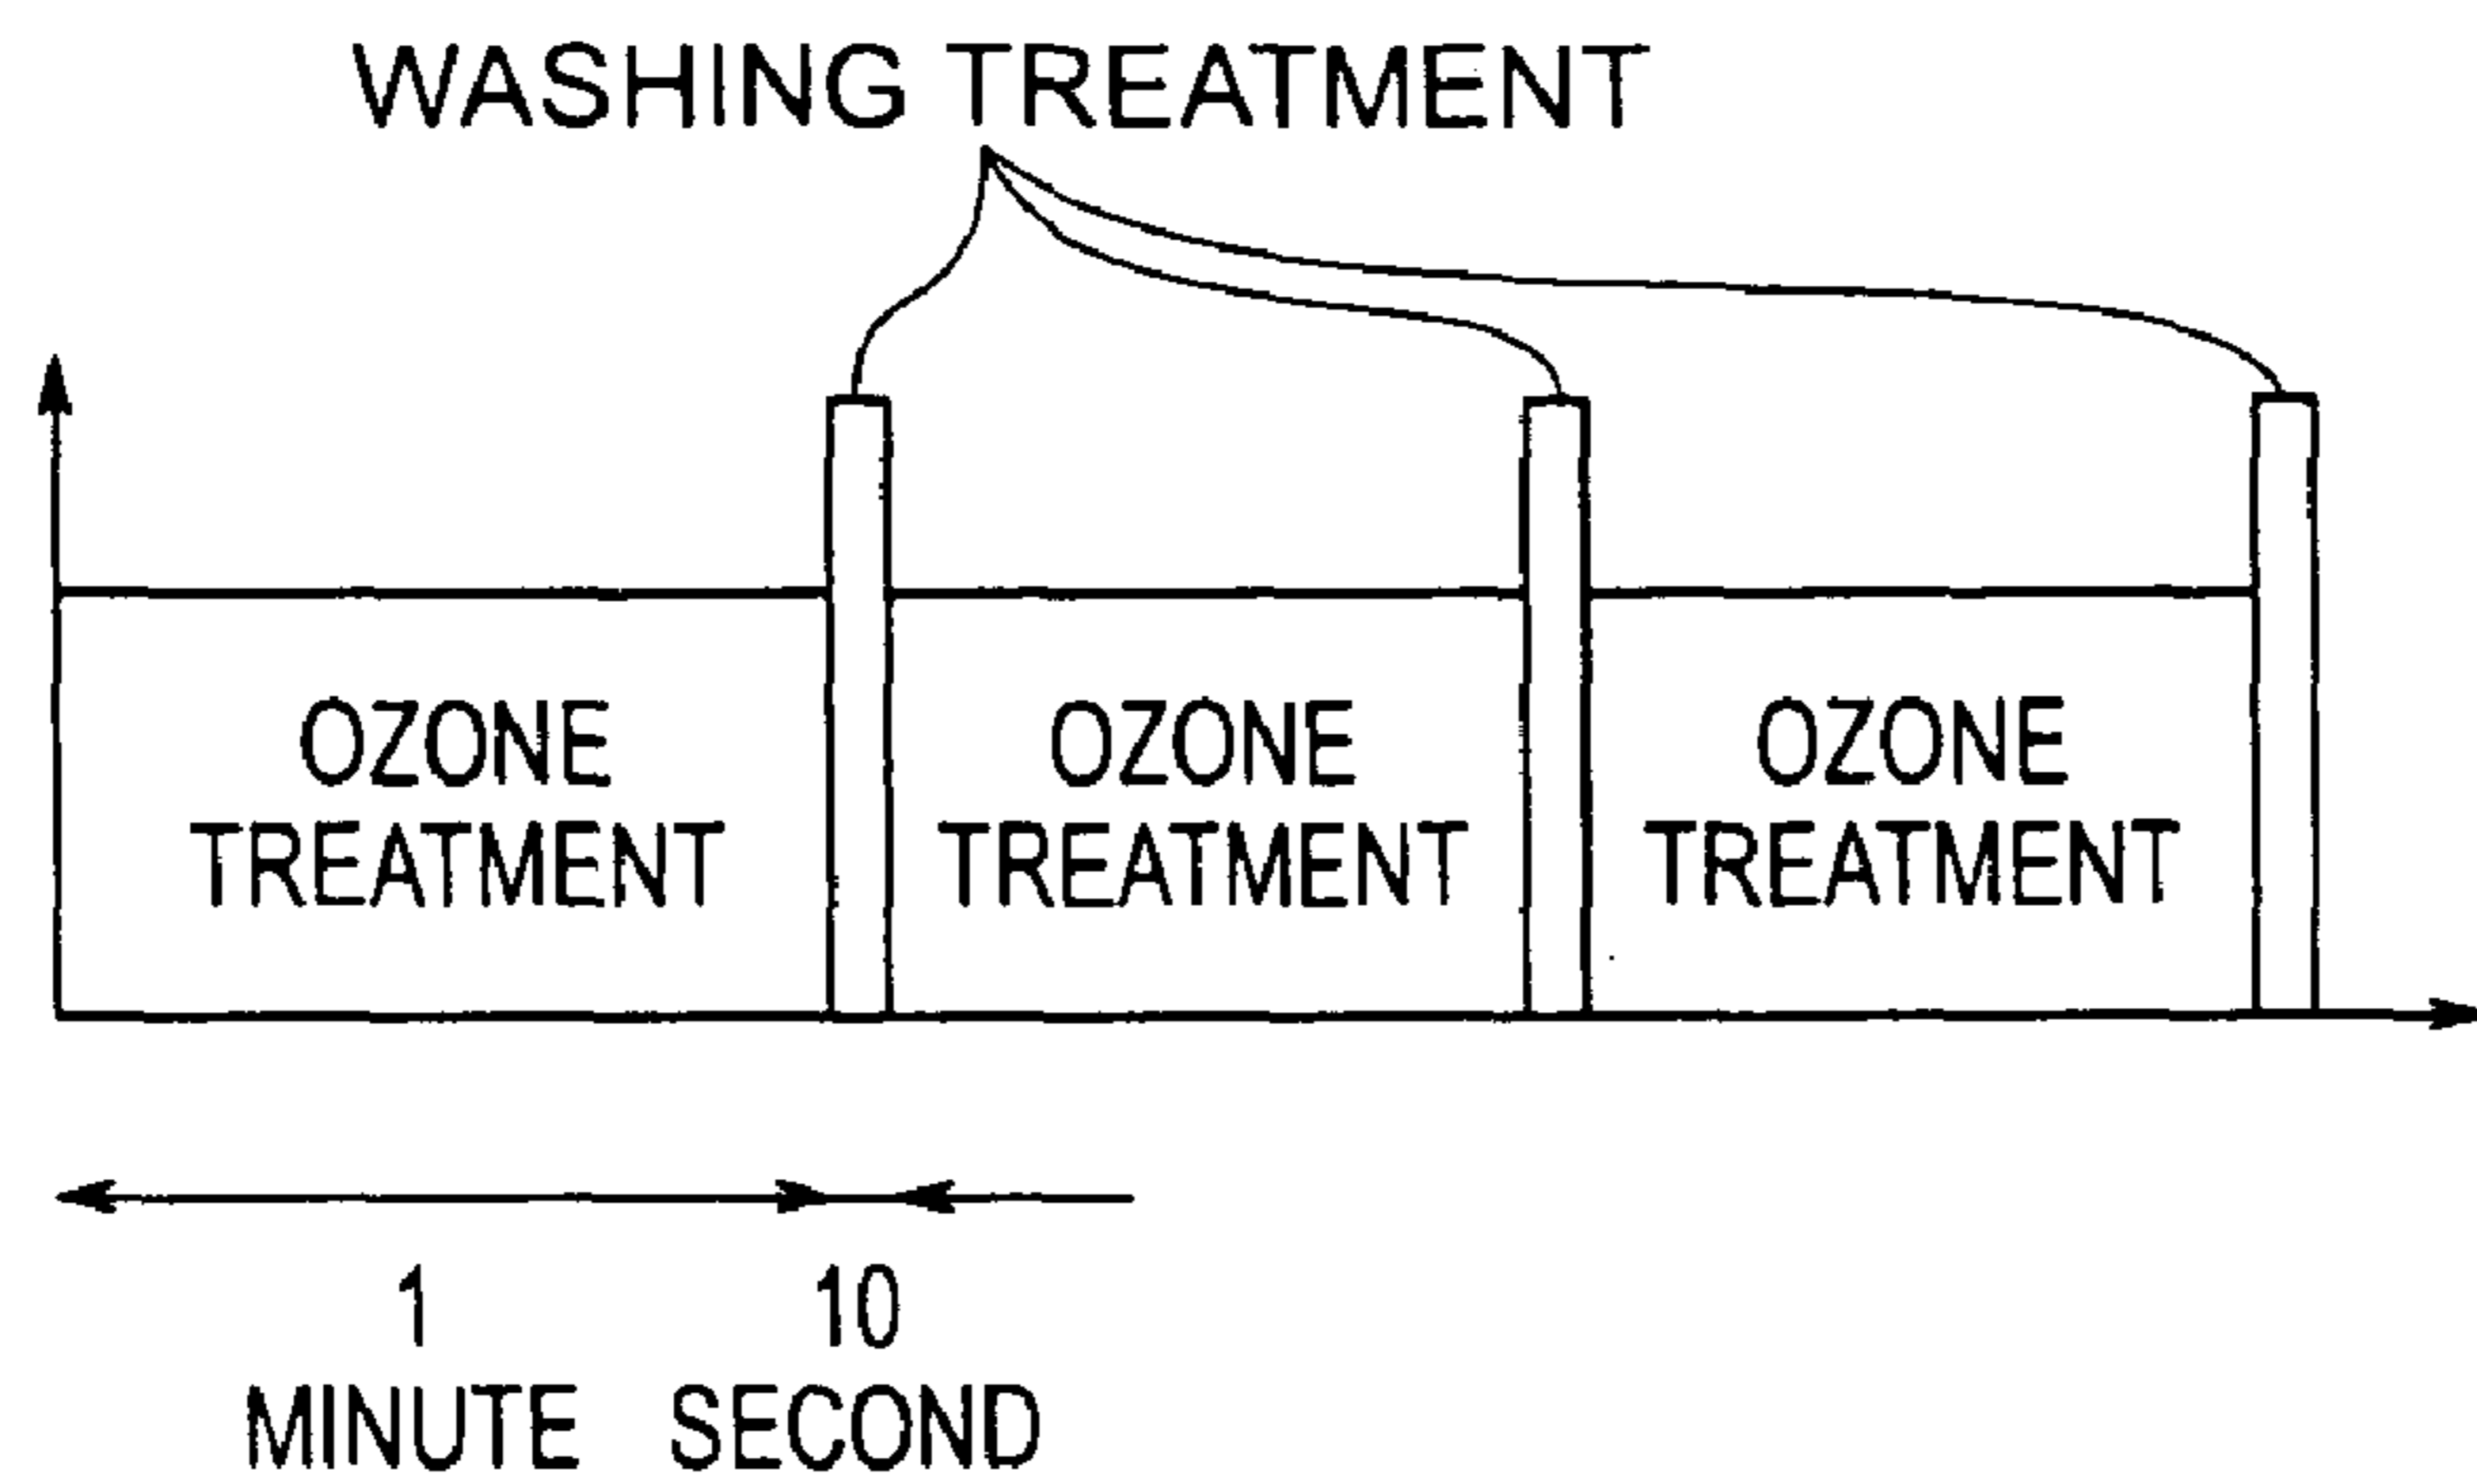 WASHING TREATMENT
OZONE
TREATMENT
OZONE
TREATMENT
OZONE
TREATMENT
1
MINUTE
10
SECOND